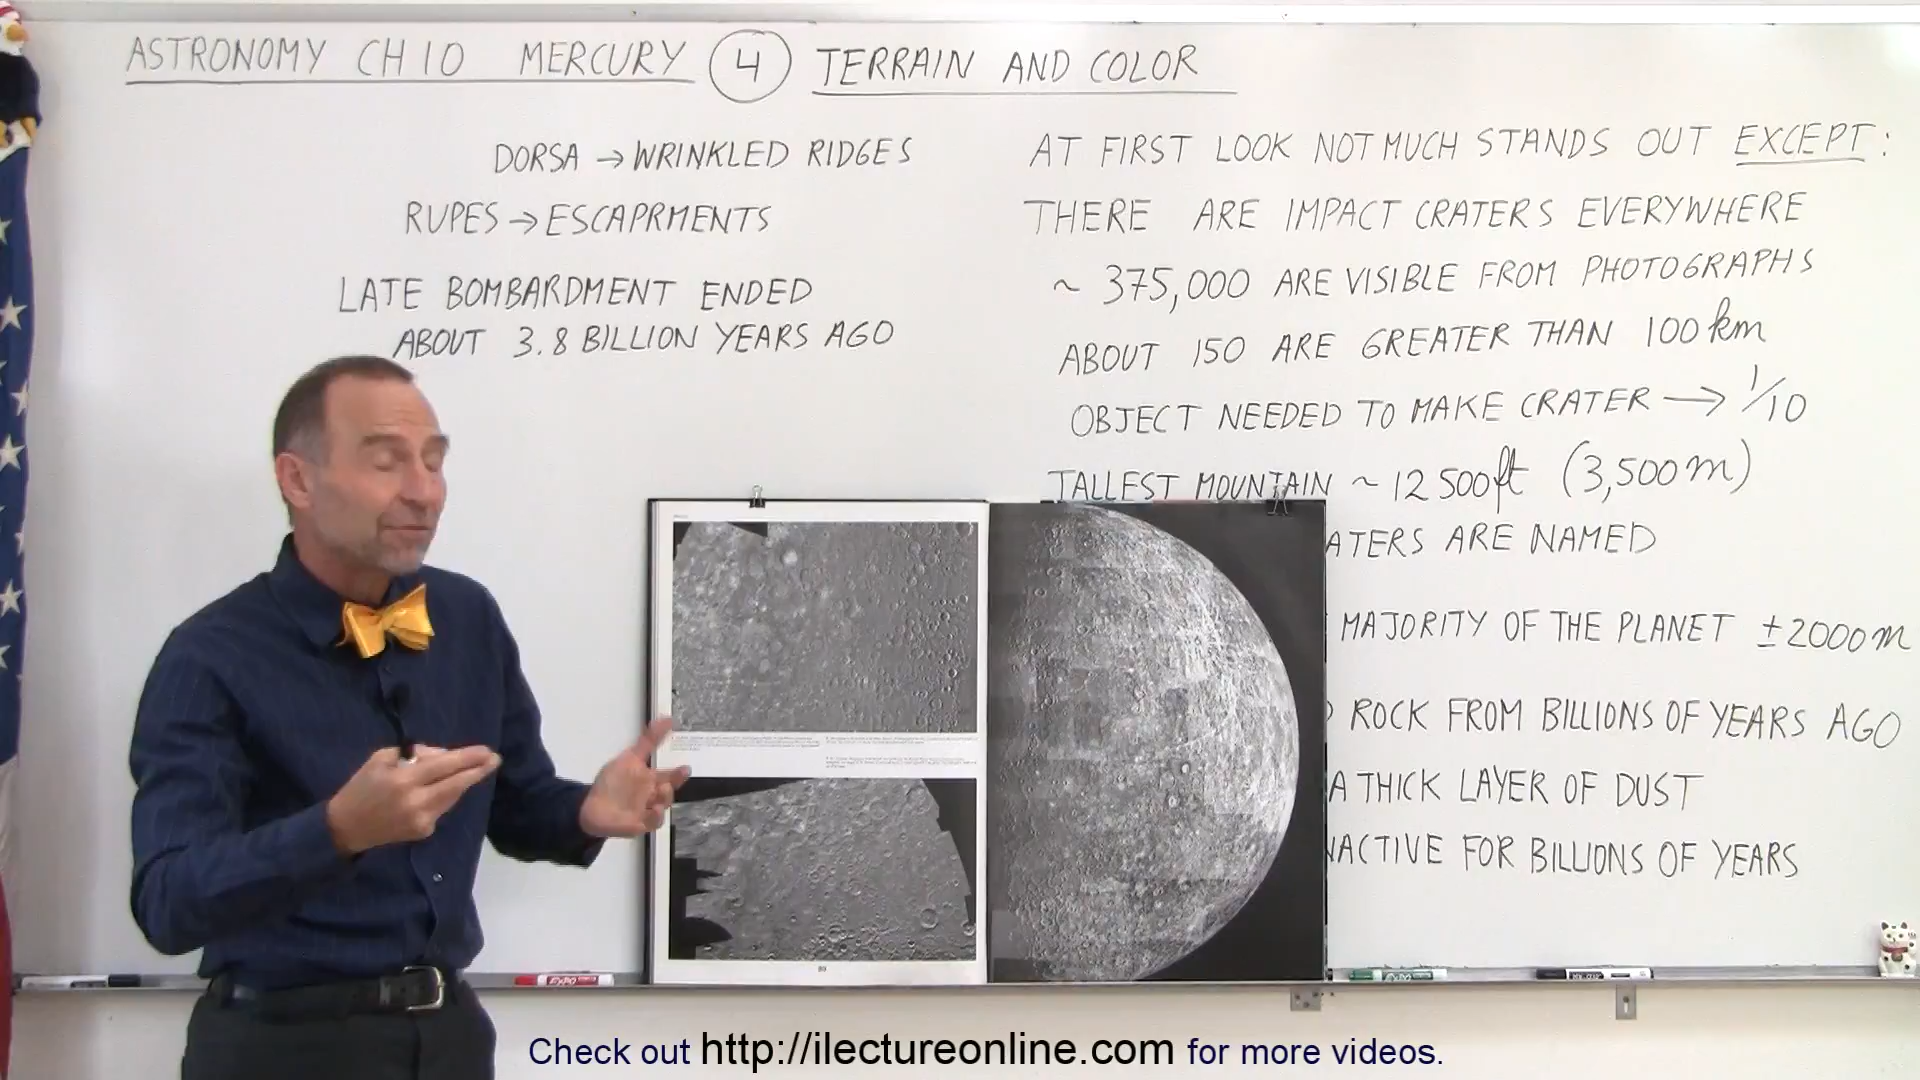 ASTRONOMY CH 10 MERCURY 4 TERRAIN AND COLOR
DORSA → WRINKLED RIDGES
RUPES → ESCAPRMENTS
LATE BOMBARDMENT ENDED
ABOUT 3.8 BILLION YEARS AGO
AT FIRST LOOK NOT MUCH STANDS OUT EXCEPT:
THERE ARE IMPACT CRATERS EVERYWHERE
~ 375,000 ARE VISIBLE FROM PHOTOGRAPHS
ABOUT 150 ARE GREATER THAN 100 km
OBJECT NEEDED TO MAKE CRATER → 1/10
TALLEST MOUNTAIN ~ 12 500 ft (3,500 m)
ATERS ARE NAMED
MAJORITY OF THE PLANET ±2000 m
ROCK FROM BILLIONS OF YEARS AGO
A THICK LAYER OF DUST
NACTIVE FOR BILLIONS OF YEARS
EXPO
EXPO
Check out http://ilectureonline.com for more videos.